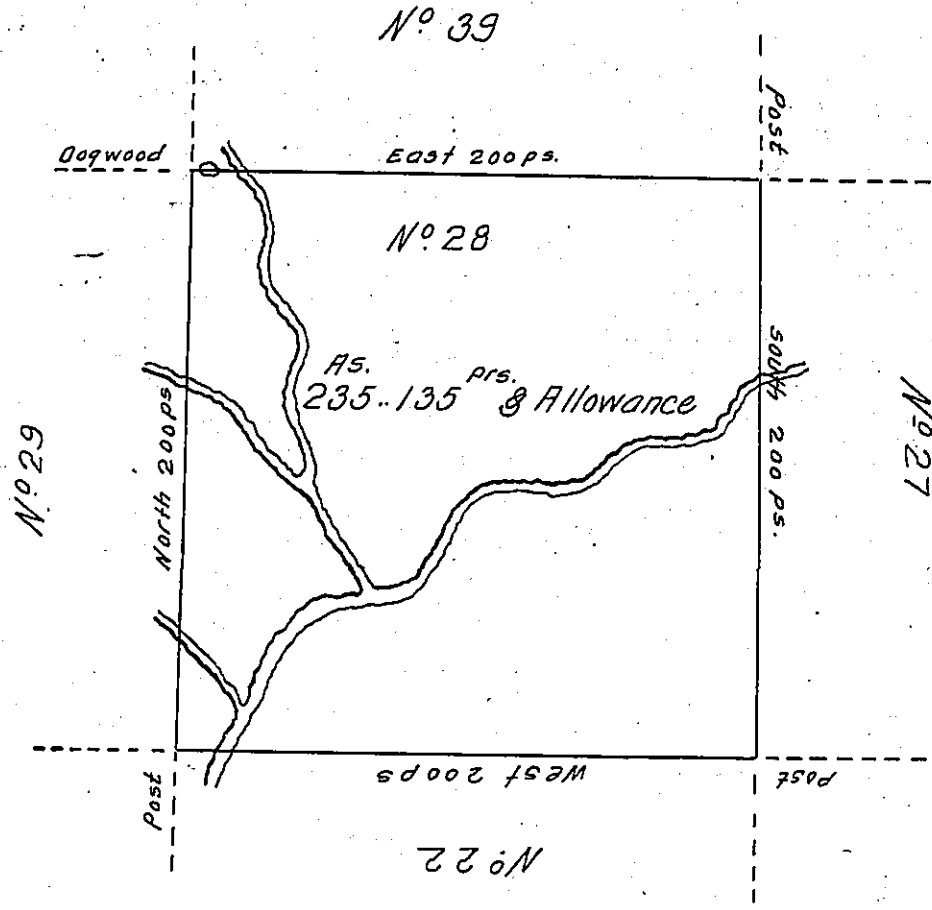 Nº 39
Post
Dogwood
East 200 ps.
Nº 28
South 200 ps.
As. prs.
235..135 & Allowance
Nº 27
Nº 29
North 200 ps
West 200 ps
Post
Post
Nº 22